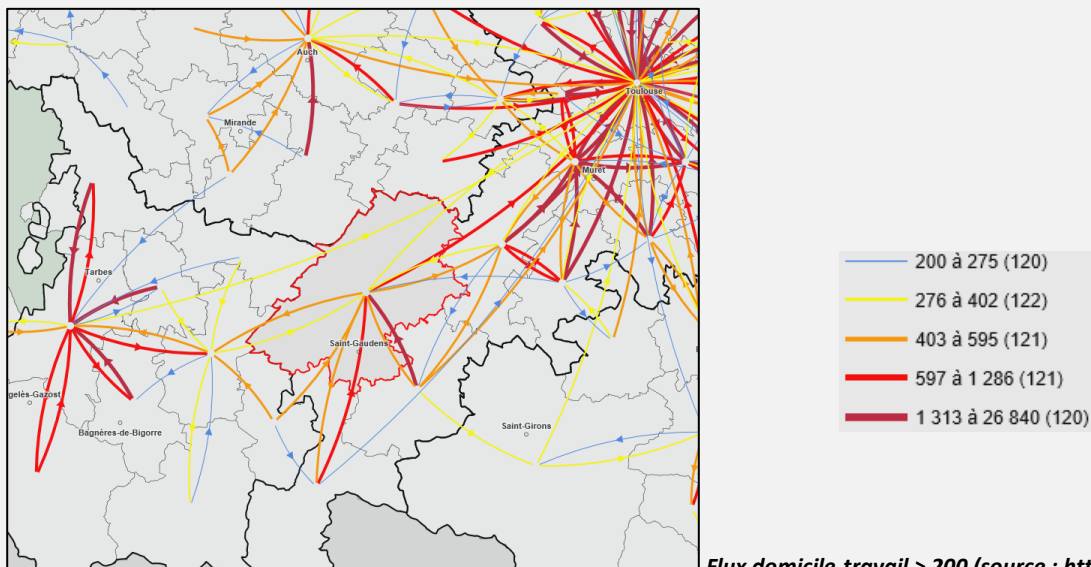 Auch
Toulouse
Mirande
Muret
Tarbes
Saint-Gaudens
gelès-Gazost
Bagnères-de-Bigorre
Saint-Girons
200 à 275 (120)
276 à 402 (122)
403 à 595 (121)
597 à 1 286 (121)
1 313 à 26 840 (120)
Flux domicile-travail > 200 (source : htt